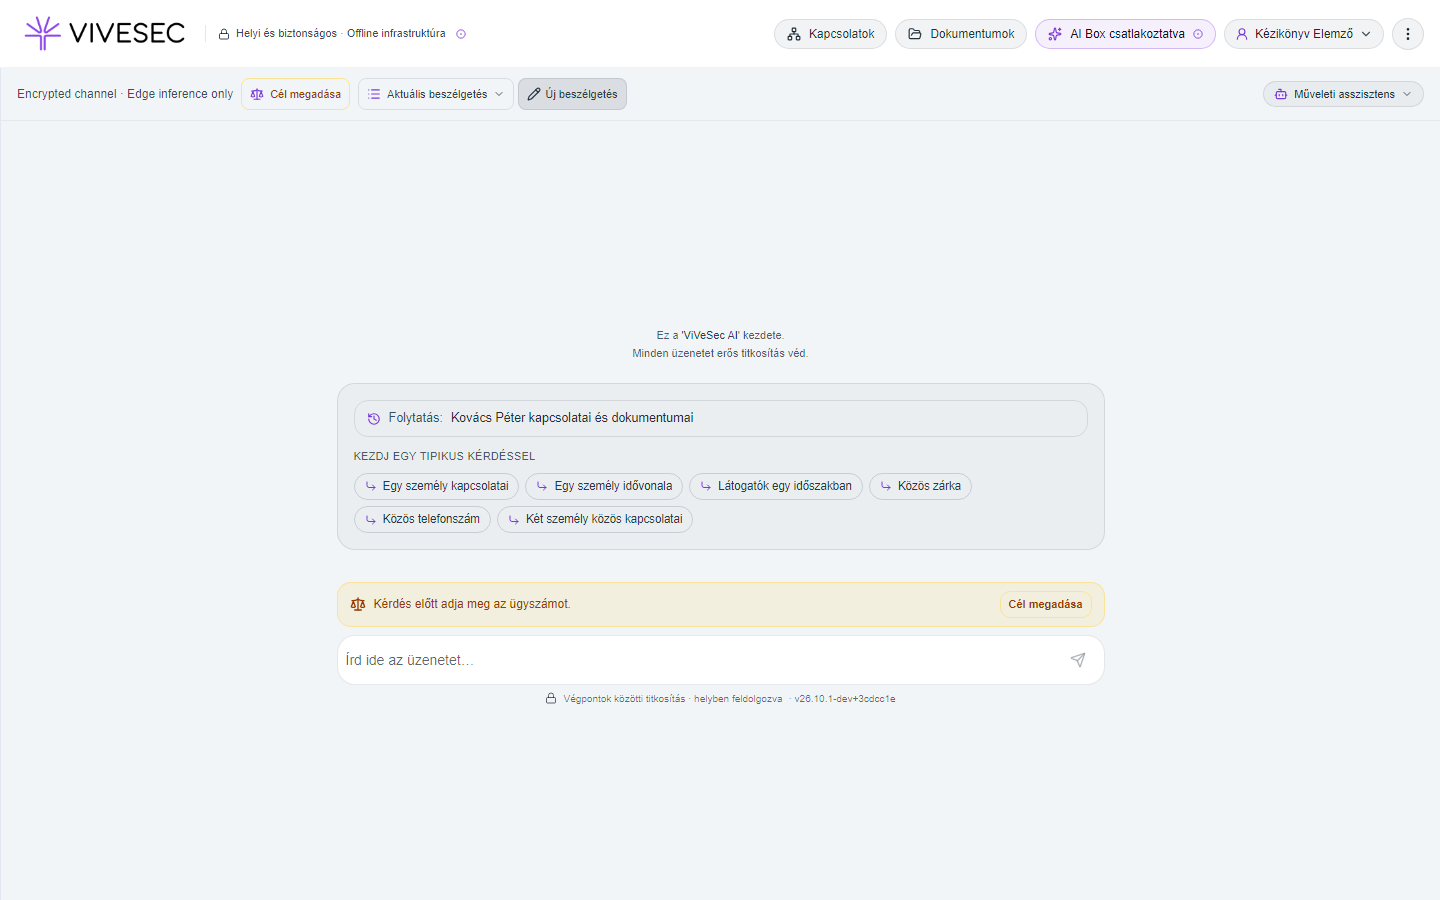 VIVESEC
Helyi és biztonságos · Offline infrastruktúra
Kapcsolatok
Dokumentumok
AI Box csatlakoztatva
Kézikönyv Elemző
Encrypted channel · Edge inference only
Cél megadása
Aktuális beszélgetés
Új beszélgetés
Műveleti asszisztens
Ez a 'ViVeSec AI' kezdete.
Minden üzenetet erős titkosítás véd.
Folytatás: Kovács Péter kapcsolatai és dokumentumai
KEZDJ EGY TIPIKUS KÉRDÉSSEL
Egy személy kapcsolatai
Egy személy idővonala
Látogatók egy időszakban
Közös zárka
Közös telefonszám
Két személy közös kapcsolatai
Kérdés előtt adja meg az ügyszámot.
Cél megadása
Írd ide az üzenetet…
Végpontok közötti titkosítás · helyben feldolgozva · v26.10.1-dev+3cdcc1e